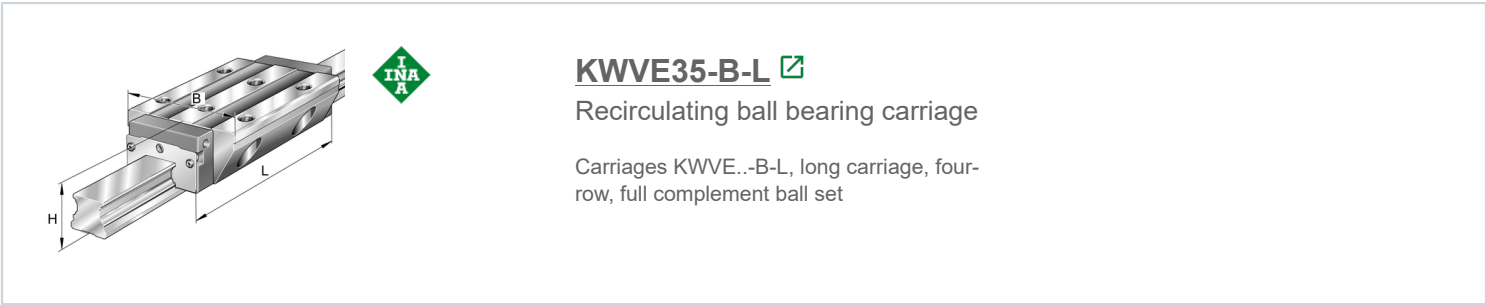 B
L
H
I
INA
A
KWVE35-B-L
Recirculating ball bearing carriage
Carriages KWVE..-B-L, long carriage, four-
row, full complement ball set